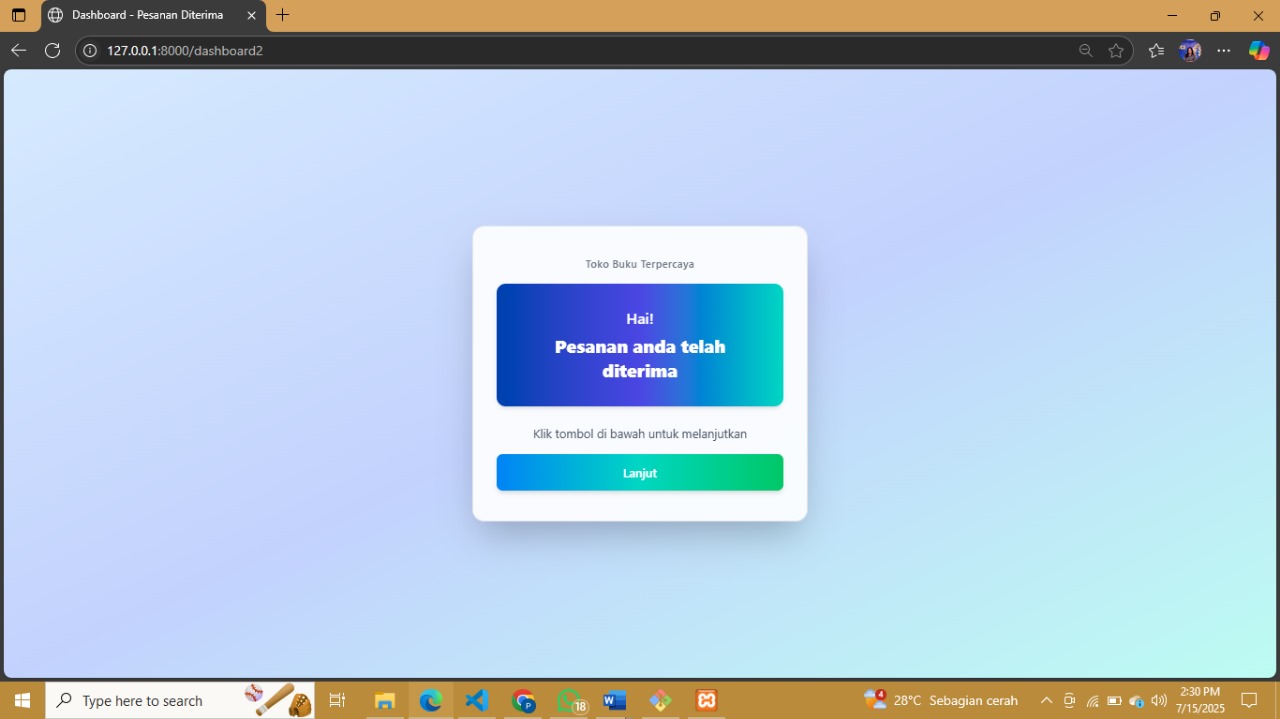 Dashboard - Pesanan Diterima
127.0.0.1:8000/dashboard2
Toko Buku Terpercaya
Hai!
Pesanan anda telah
diterima
Klik tombol di bawah untuk melanjutkan
Lanjut
Type here to search
P
18
W
4
28°C Sebagian cerah
2:30 PM
7/15/2025